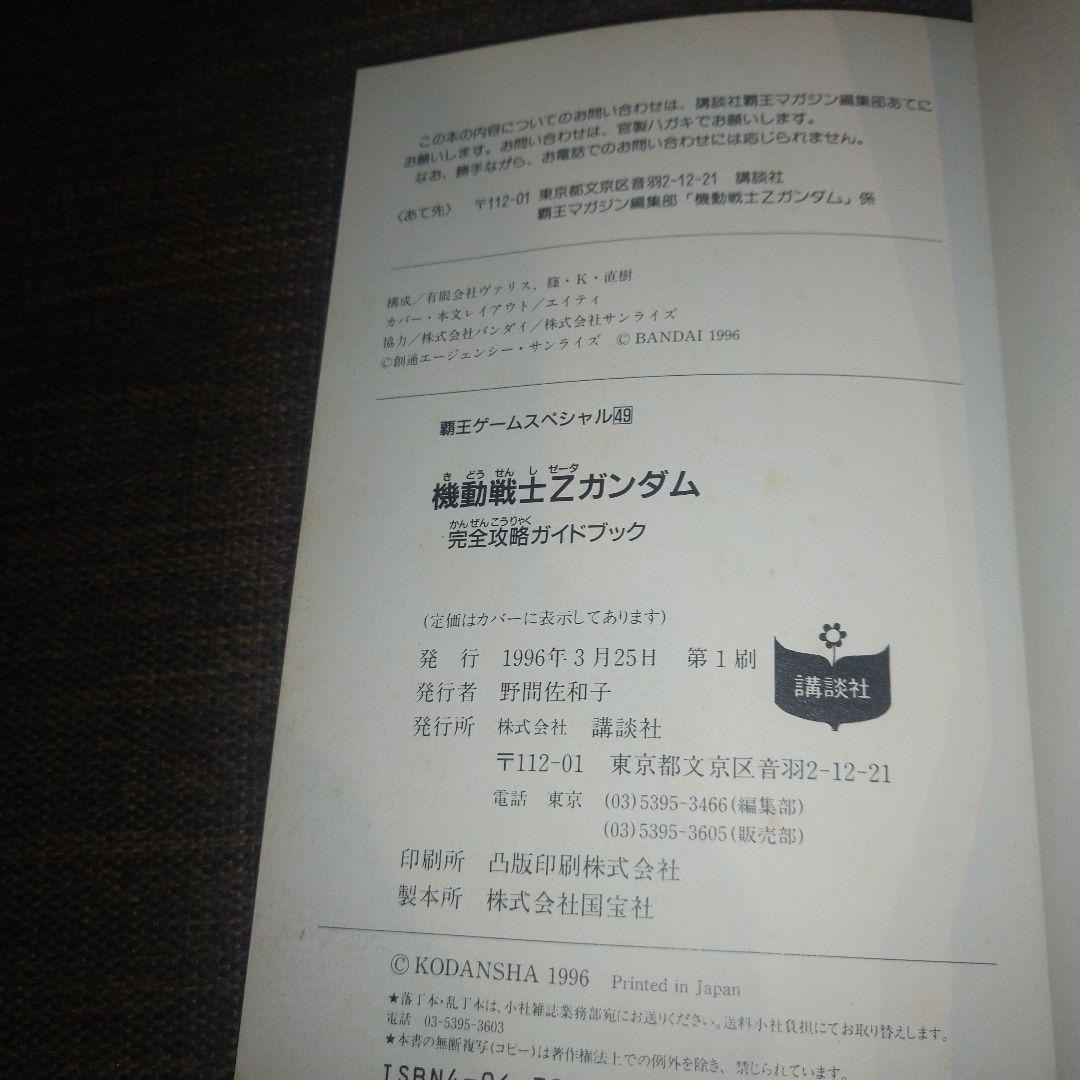 この本の内容についてのお問い合わせは、講談社覇王マガジン編集部あてに
お願いします。お問い合わせは、官製ハガキでお願いします。
なお、勝手ながら、お電話でのお問い合わせには応じられません。
〈あて先〉 〒112-01 東京都文京区音羽2-12-21 講談社
覇王マガジン編集部「機動戦士Zガンダム」係
構成/有限会社ヴァリス、篠・K・直樹
カバー・本文レイアウト/エイティ
協力/株式会社バンダイ/株式会社サンライズ
©創通エージェンシー・サンライズ © BANDAI 1996
覇王ゲームスペシャル49
き どう せん し ゼータ
機動戦士Zガンダム
かんぜんこうりゃく
完全攻略ガイドブック
(定価はカバーに表示してあります)
発 行 1996年3月25日 第1刷
発行者 野間佐和子
発行所 株式会社 講談社
〒112-01 東京都文京区音羽2-12-21
電話 東京 (03)5395-3466(編集部)
(03)5395-3605(販売部)
印刷所 凸版印刷株式会社
製本所 株式会社国宝社
講談社
© KODANSHA 1996 Printed in Japan
★落丁本・乱丁本は、小社雑誌業務部宛にお送りください。送料小社負担にてお取り替えします。
電話 03-5395-3603
★本書の無断複写(コピー)は著作権法上での例外を除き、禁じられています。
ISBN4-06